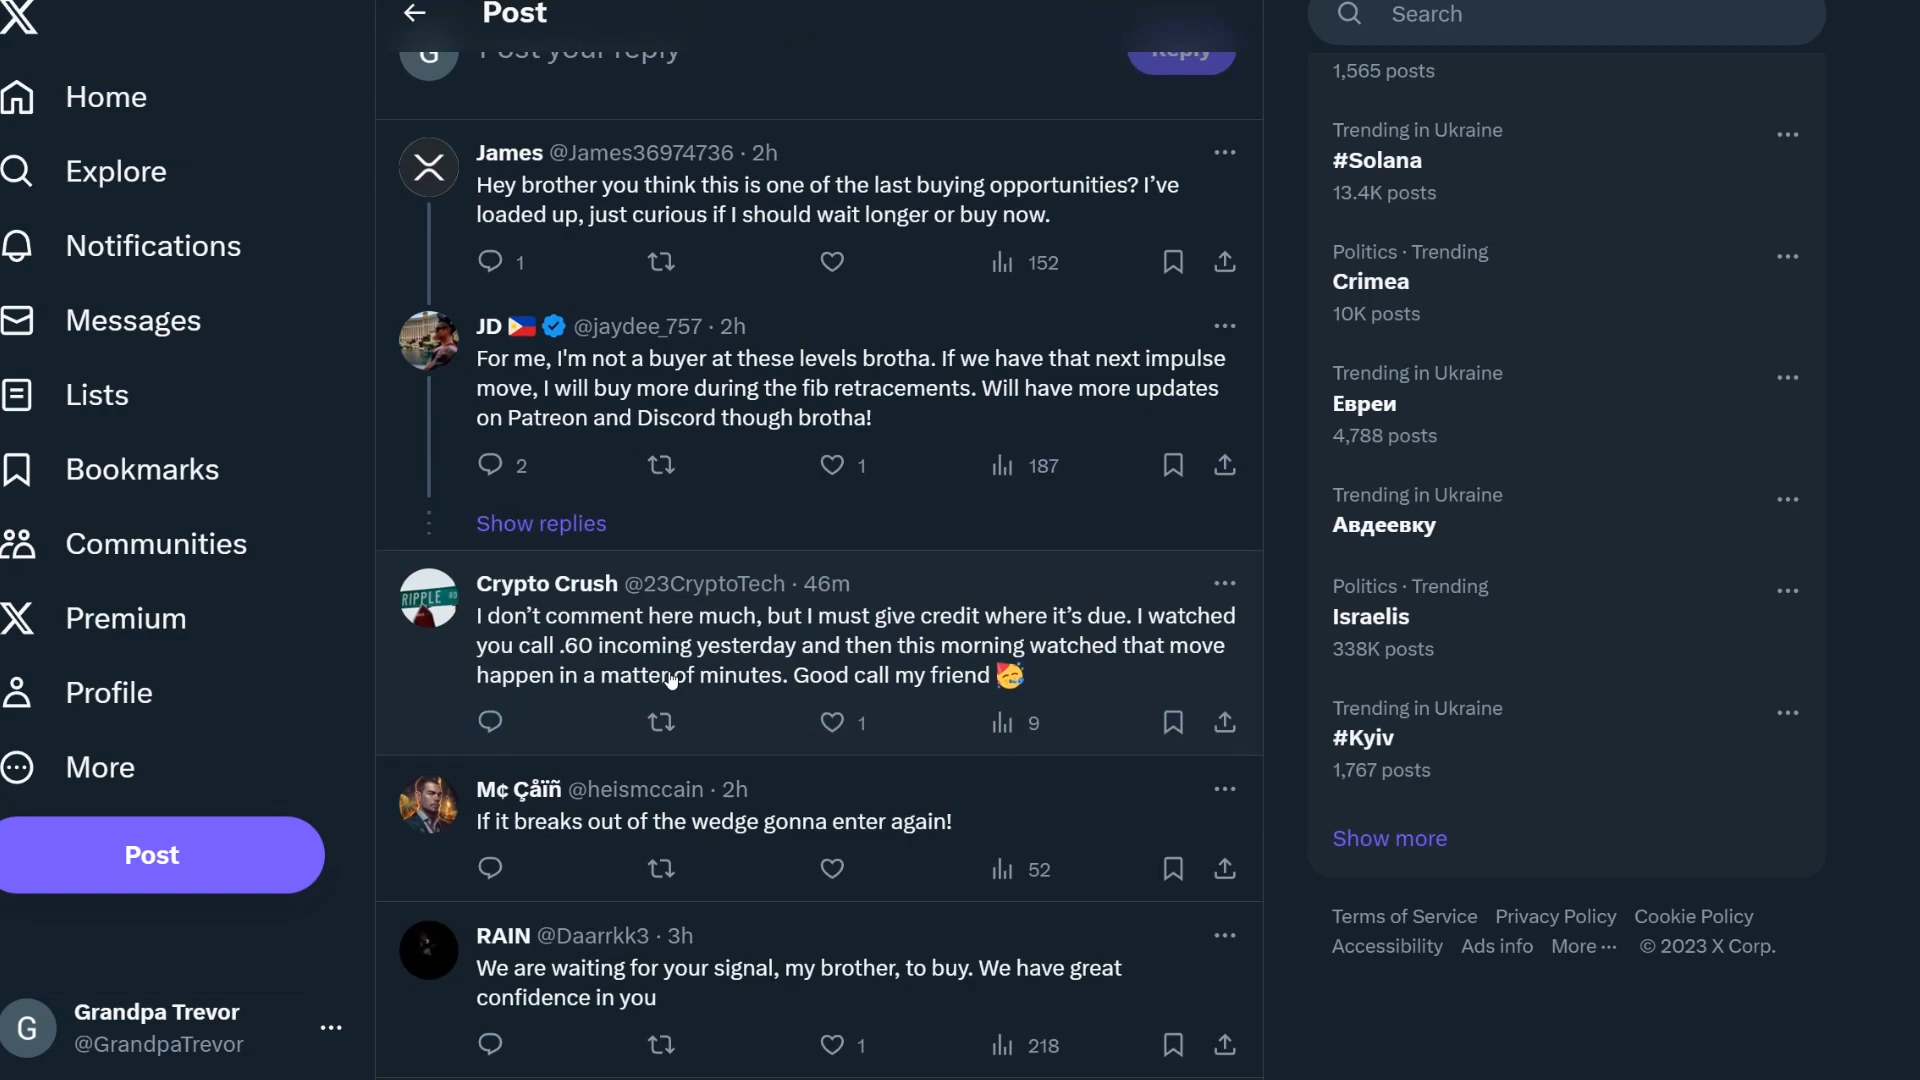 Post
Post your reply
Reply
Home
Explore
Notifications
Messages
Lists
Bookmarks
Communities
Premium
Profile
More
Post
Grandpa Trevor
@GrandpaTrevor
G
G
James @James36974736 · 2h
Hey brother you think this is one of the last buying opportunities? I’ve
loaded up, just curious if I should wait longer or buy now.
1
152
JD 🇵🇭 @jaydee_757 · 2h
For me, I'm not a buyer at these levels brotha. If we have that next impulse
move, I will buy more during the fib retracements. Will have more updates
on Patreon and Discord though brotha!
2
1
187
Show replies
RIPPLE RD
Crypto Crush @23CryptoTech · 46m
I don’t comment here much, but I must give credit where it’s due. I watched
you call .60 incoming yesterday and then this morning watched that move
happen in a matter of minutes. Good call my friend 🥳
1
9
M¢ Çåïñ @heismccain · 2h
If it breaks out of the wedge gonna enter again!
52
RAIN @Daarrkk3 · 3h
We are waiting for your signal, my brother, to buy. We have great
confidence in you
1
218
Search
1,565 posts
Trending in Ukraine
#Solana
13.4K posts
Politics · Trending
Crimea
10K posts
Trending in Ukraine
Евреи
4,788 posts
Trending in Ukraine
Авдеевку
Politics · Trending
Israelis
338K posts
Trending in Ukraine
#Kyiv
1,767 posts
Show more
Terms of Service Privacy Policy Cookie Policy
Accessibility Ads info More ··· © 2023 X Corp.